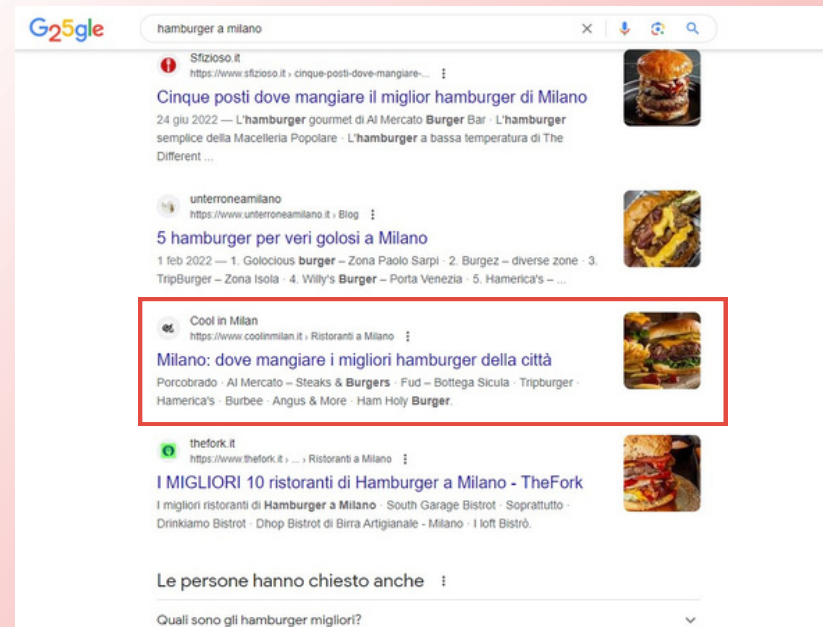 G25gle
hamburger a milano
Sfizioso.it
https://www.sfizioso.it › cinque-posti-dove-mangiare-...
Cinque posti dove mangiare il miglior hamburger di Milano
24 giu 2022 — L'hamburger gourmet di Al Mercato Burger Bar · L'hamburger
semplice della Macelleria Popolare · L'hamburger a bassa temperatura di The
Different ...
unterroneamilano
https://www.unterroneamilano.it › Blog
5 hamburger per veri golosi a Milano
1 feb 2022 — 1. Golocious burger – Zona Paolo Sarpi · 2. Burgez – diverse zone · 3.
TripBurger – Zona Isola · 4. Willy's Burger – Porta Venezia · 5. Hamerica's – ...
Cool in Milan
https://www.coolinmilan.it › Ristoranti a Milano
Milano: dove mangiare i migliori hamburger della città
Porcobrado · Al Mercato – Steaks & Burgers · Fud – Bottega Sicula · Tripburger ·
Hamerica's · Burbee · Angus & More · Ham Holy Burger.
thefork.it
https://www.thefork.it › ... › Ristoranti a Milano
I MIGLIORI 10 ristoranti di Hamburger a Milano - TheFork
I migliori ristoranti di Hamburger a Milano · South Garage Bistrot · Soprattutto ·
Drinkiamo Bistrot · Dhop Bistrot di Birra Artigianale - Milano · I loft Bistrò.
Le persone hanno chiesto anche
Quali sono gli hamburger migliori?